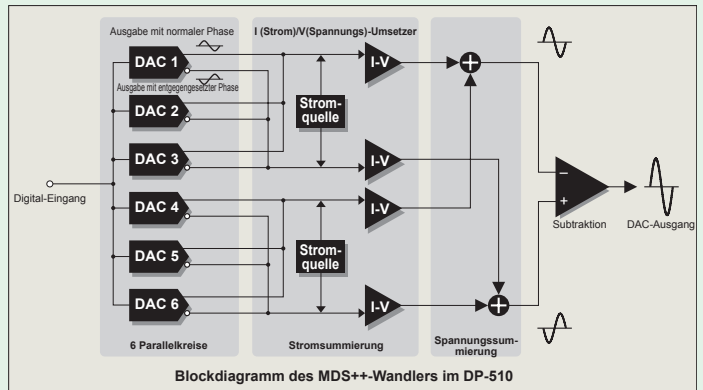 Ausgabe mit normaler Phase
I (Strom)/V(Spannungs)-Umsetzer
DAC 1
Ausgabe mit entgegengesetzter Phase
DAC 2
DAC 3
DAC 4
DAC 5
DAC 6
Digital-Eingang
Strom-
quelle
Strom-
quelle
I-V
I-V
I-V
I-V
+
+
−
+
Subtraktion
DAC-Ausgang
6 Parallelkreise
Stromsummierung
Spannungssum-
mierung
Blockdiagramm des MDS++-Wandlers im DP-510